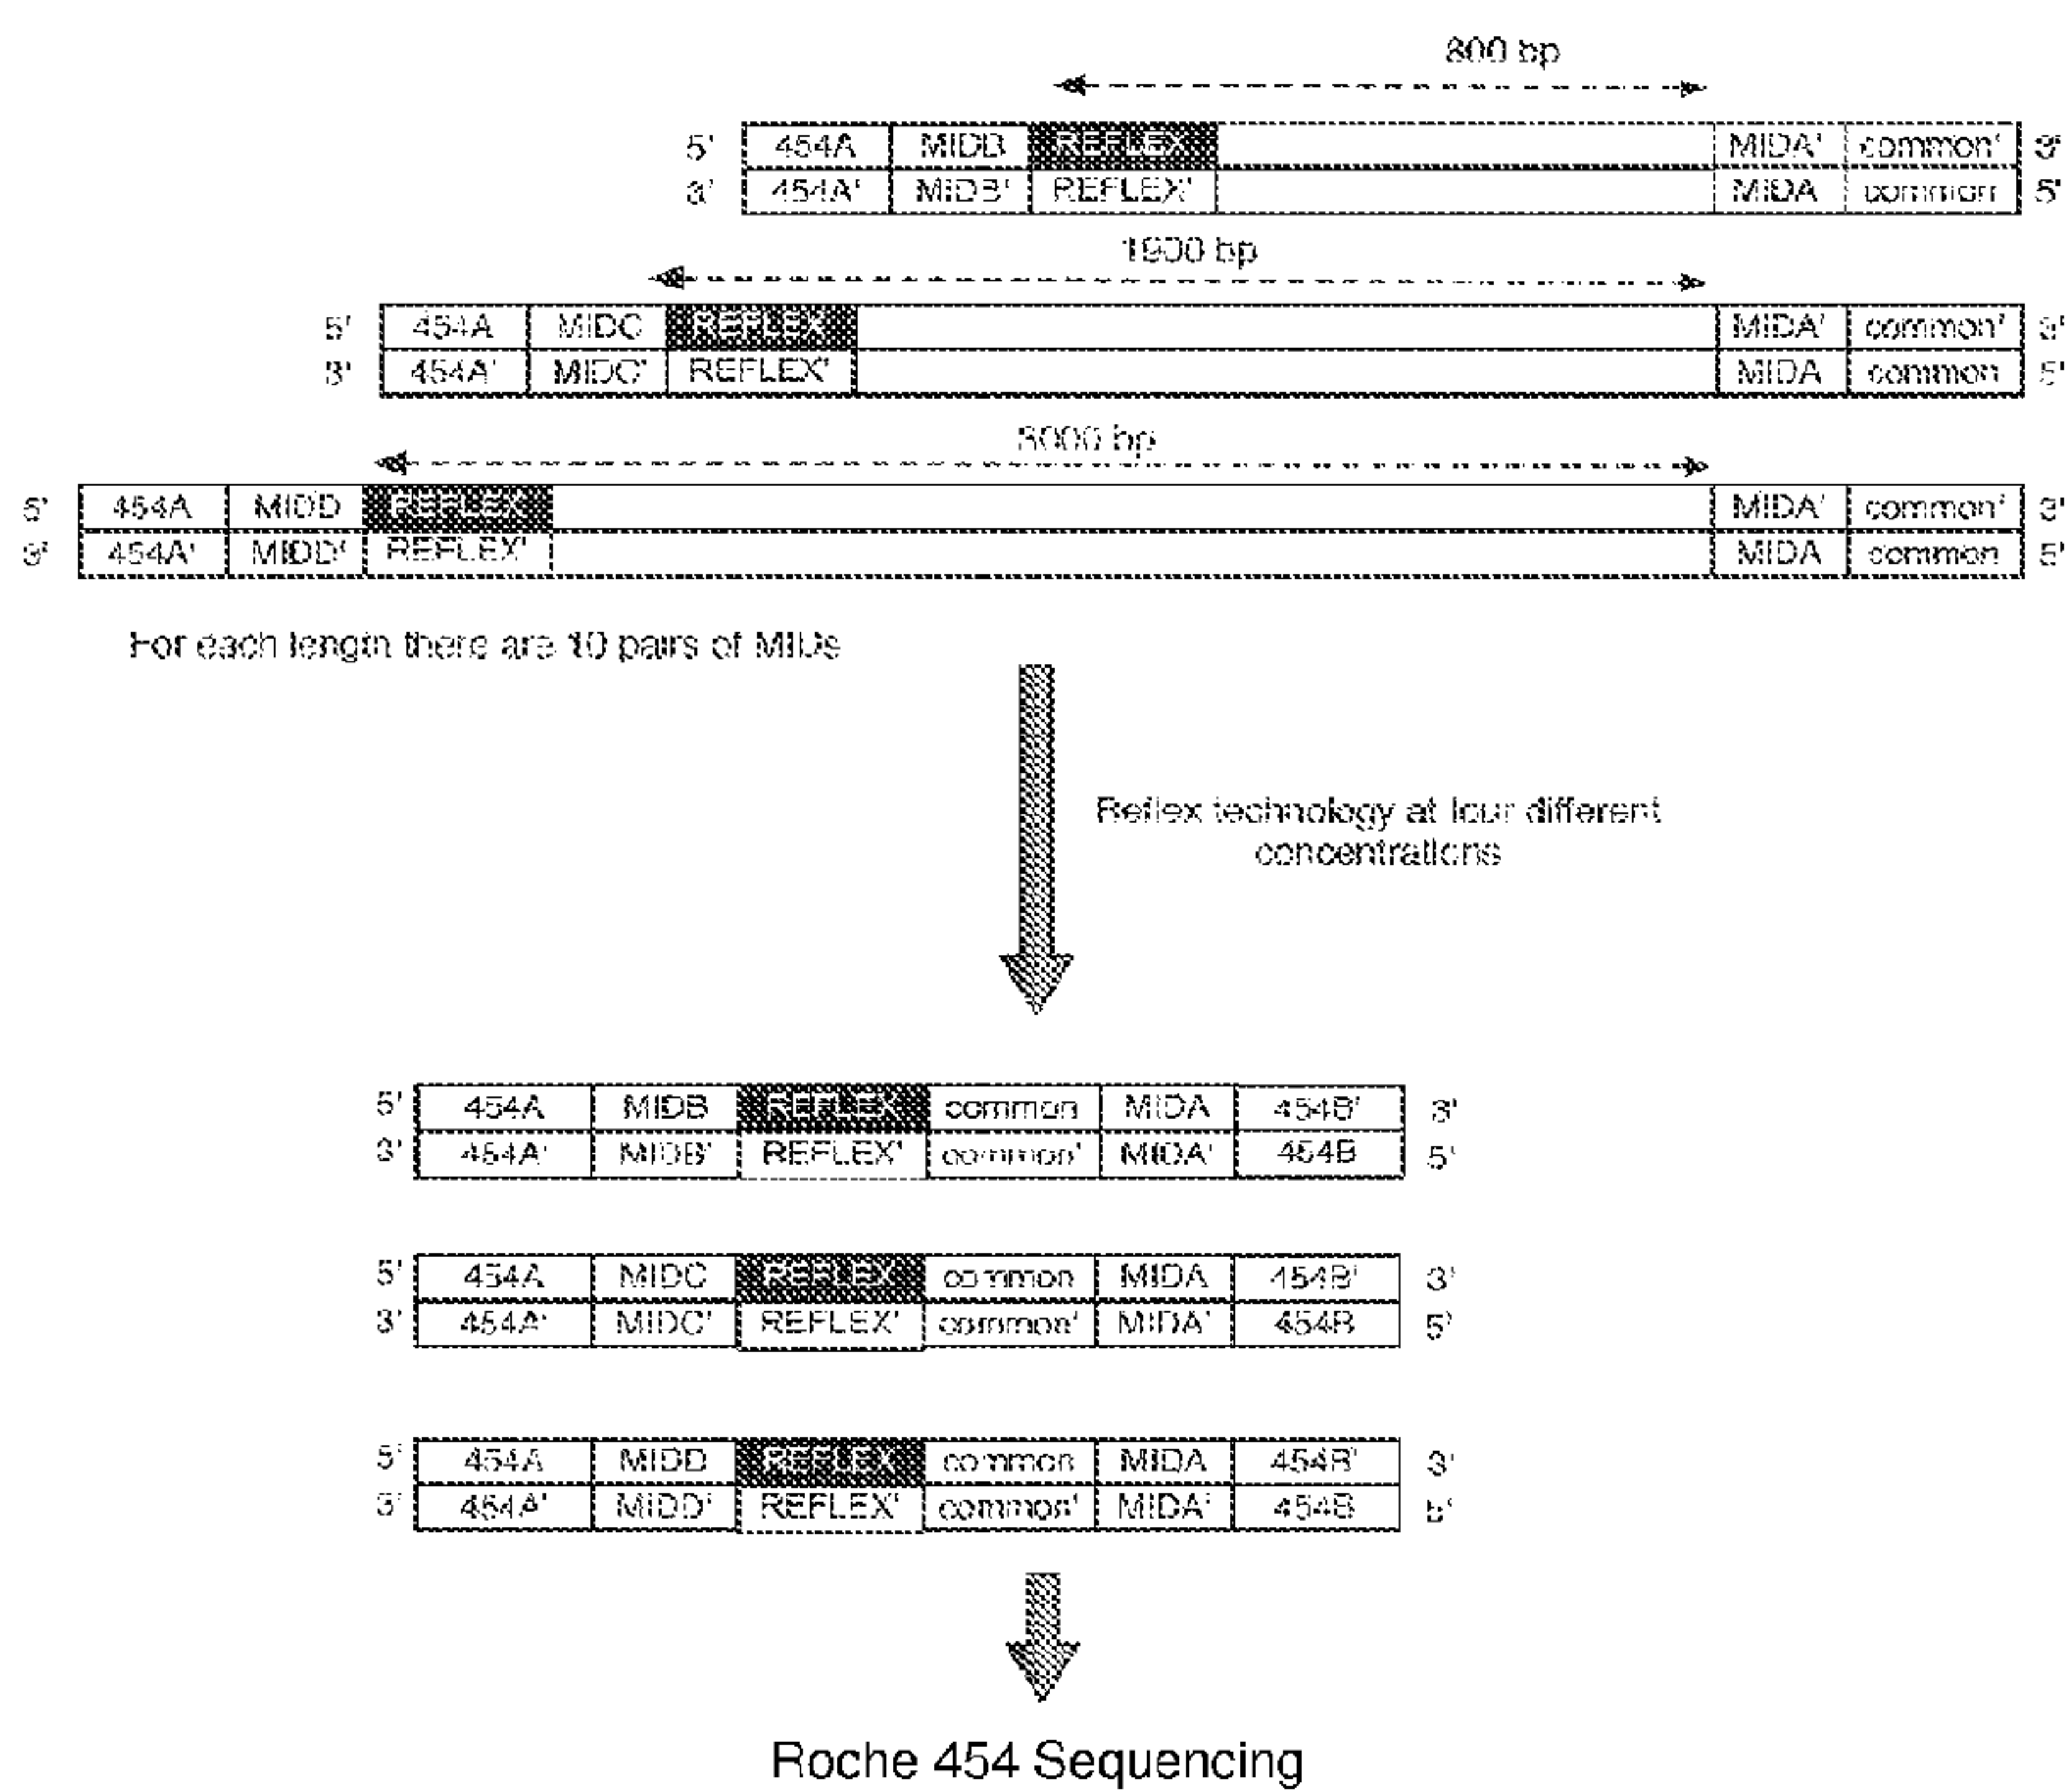 800 bp
5' 454A MIDB REFLEX MIDA' common' 3'
3' 454A' MIDB' REFLEX' MIDA common 5'
1900 bp
5' 454A MIDC REFLEX MIDA' common' 3'
3' 454A' MIDC' REFLEX' MIDA common 5'
bp
5' 454A MIDD REFLEX MIDA' common' 3'
3' 454A' MIDD' REFLEX' MIDA common 5'
For each length there are 10 pairs of MIDs
Reflex technology at four different
concentrations
5' 454A MIDB REFLEX common MIDA 454B' 3'
3' 454A' MIDB' REFLEX' common' MIDA' 454B 5'
5' 454A MIDC REFLEX common MIDA 454B' 3'
3' 454A' MIDC' REFLEX' common' MIDA' 454B 5'
5' 454A MIDD REFLEX common MIDA 454B' 3'
3' 454A' MIDD' REFLEX' common' MIDA' 454B 5'
Roche 454 Sequencing